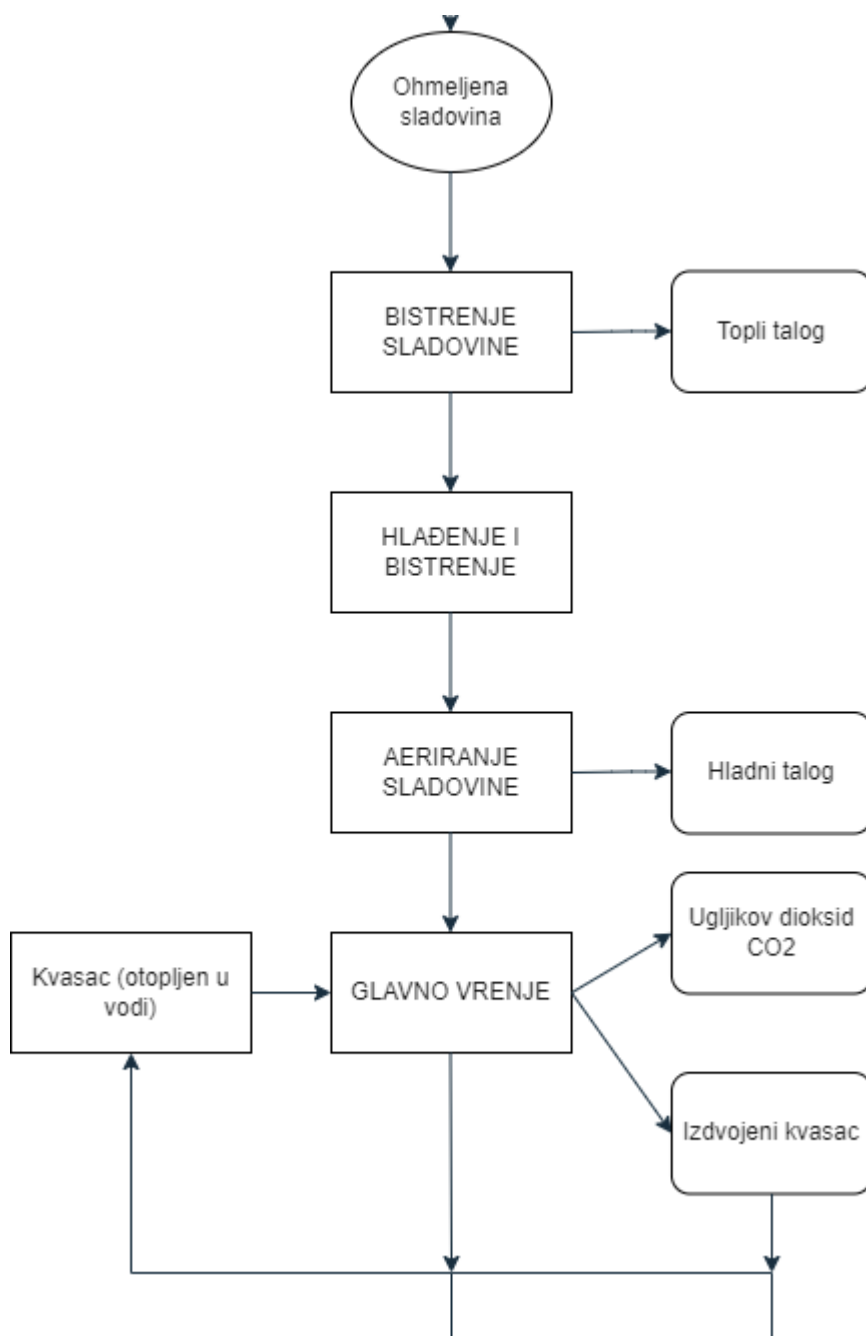 Ohmeljena
sladovina
BISTRENJE
SLADOVINE
Topli talog
HLAĐENJE I
BISTRENJE
AERIRANJE
SLADOVINE
Hladni talog
Ugljikov dioksid
CO2
Kvasac (otopljen u
vodi)
GLAVNO VRENJE
Izdvojeni kvasac